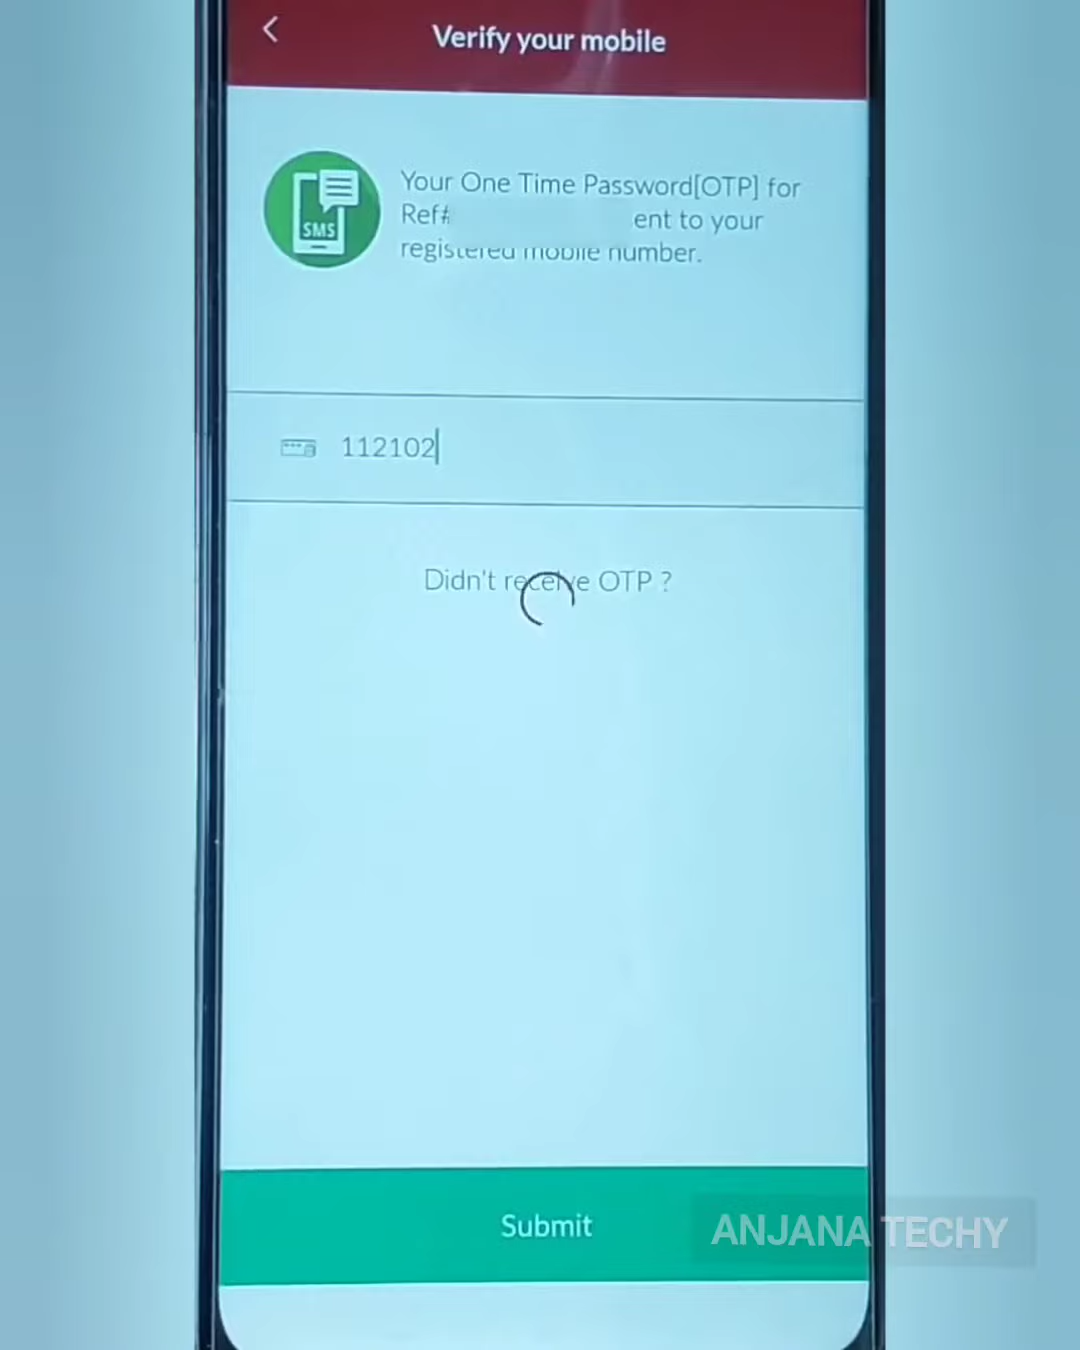 Verify your mobile
SMS
Your One Time Password[OTP] for
Ref# ent to your
registered mobile number.
112102
Didn't receive OTP ?
Submit
ANJANA TECHY